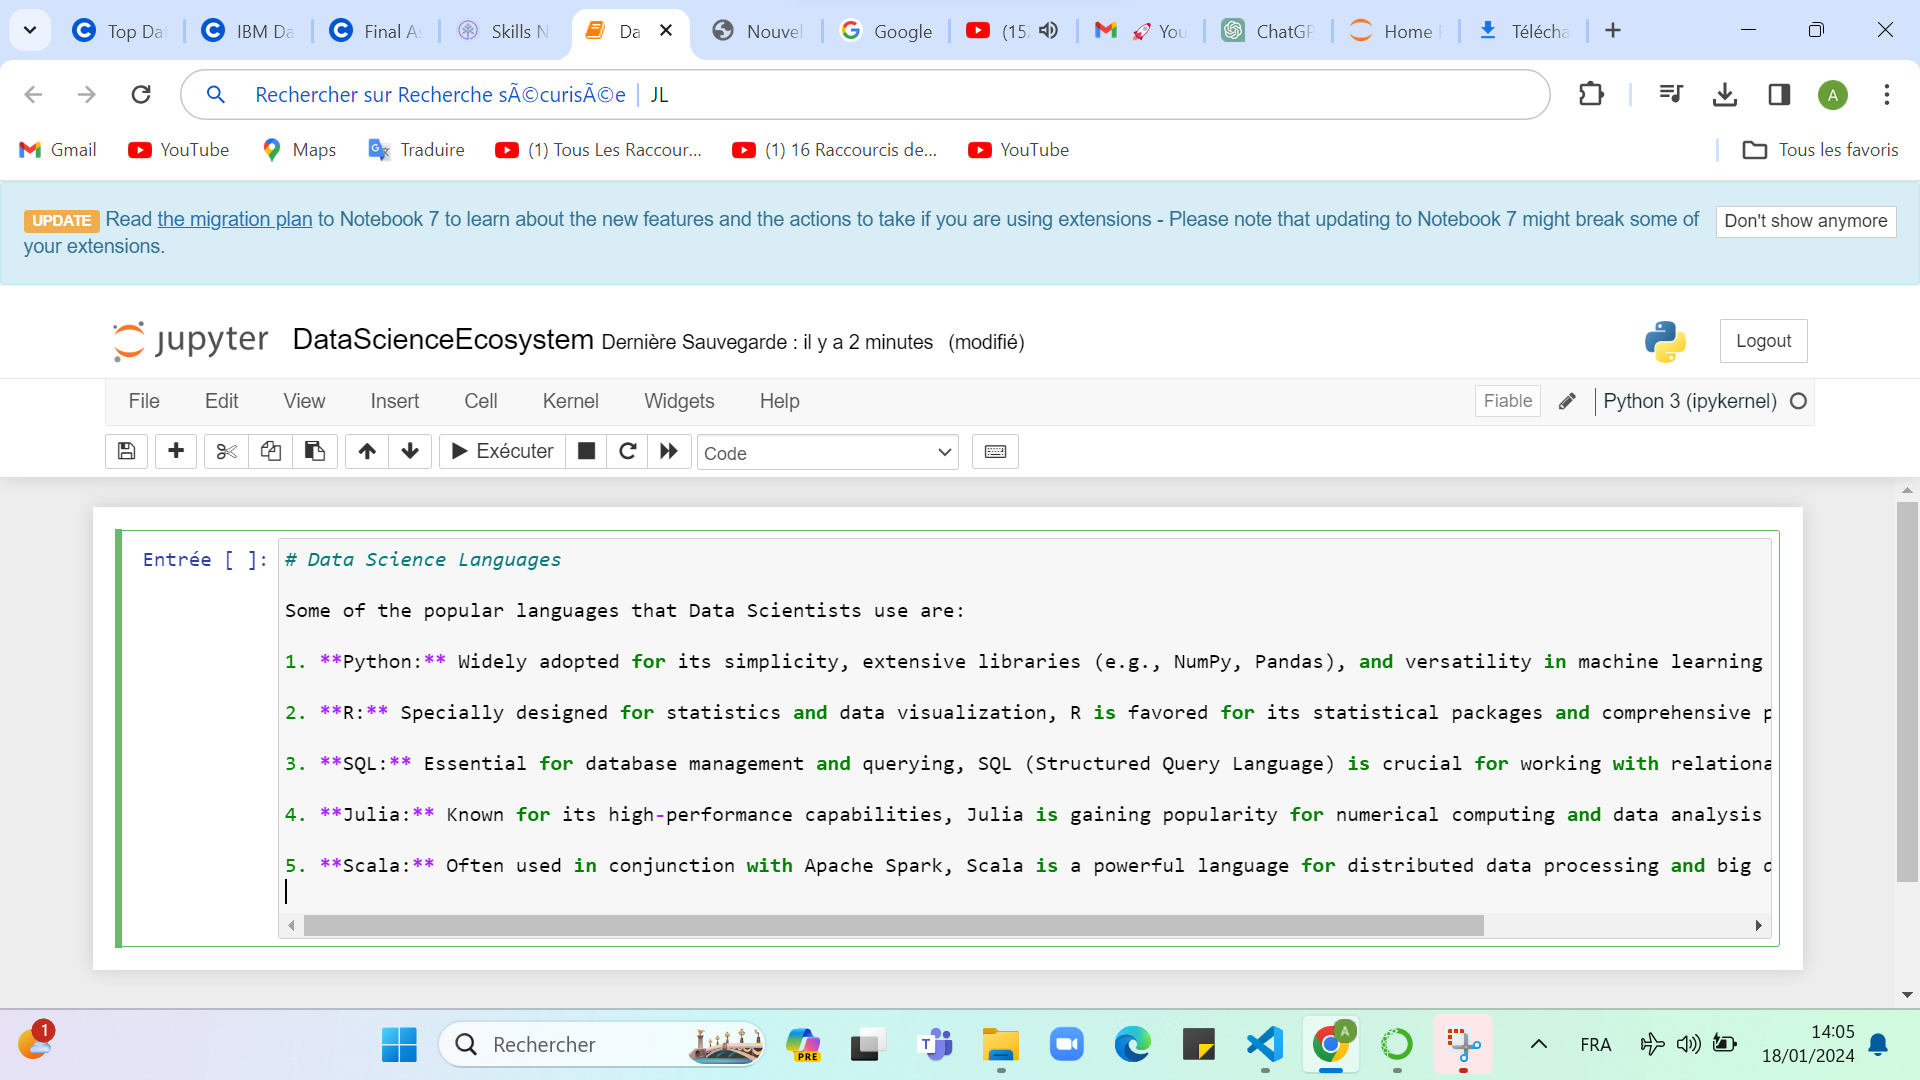 Top Da
IBM Da
Final A
Skills N
Da
Nouvel
Google
(15
You
ChatGP
Home
Télécha
Rechercher sur Recherche sÃ©curisÃ©e
JL
Gmail
YouTube
Maps
Traduire
(1) Tous Les Raccour...
(1) 16 Raccourcis de...
YouTube
Tous les favoris
UPDATE Read the migration plan to Notebook 7 to learn about the new features and the actions to take if you are using extensions - Please note that updating to Notebook 7 might break some of
your extensions.
Don't show anymore
jupyter DataScienceEcosystem Dernière Sauvegarde : il y a 2 minutes (modifié)
Logout
File Edit View Insert Cell Kernel Widgets Help
Fiable
Python 3 (ipykernel)
Exécuter
Code
Entrée [ ]: # Data Science Languages
Some of the popular languages that Data Scientists use are:
1. **Python:** Widely adopted for its simplicity, extensive libraries (e.g., NumPy, Pandas), and versatility in machine learning
2. **R:** Specially designed for statistics and data visualization, R is favored for its statistical packages and comprehensive p
3. **SQL:** Essential for database management and querying, SQL (Structured Query Language) is crucial for working with relationa
4. **Julia:** Known for its high-performance capabilities, Julia is gaining popularity for numerical computing and data analysis
5. **Scala:** Often used in conjunction with Apache Spark, Scala is a powerful language for distributed data processing and big d
1
Rechercher
PRE
A
FRA
14:05
18/01/2024